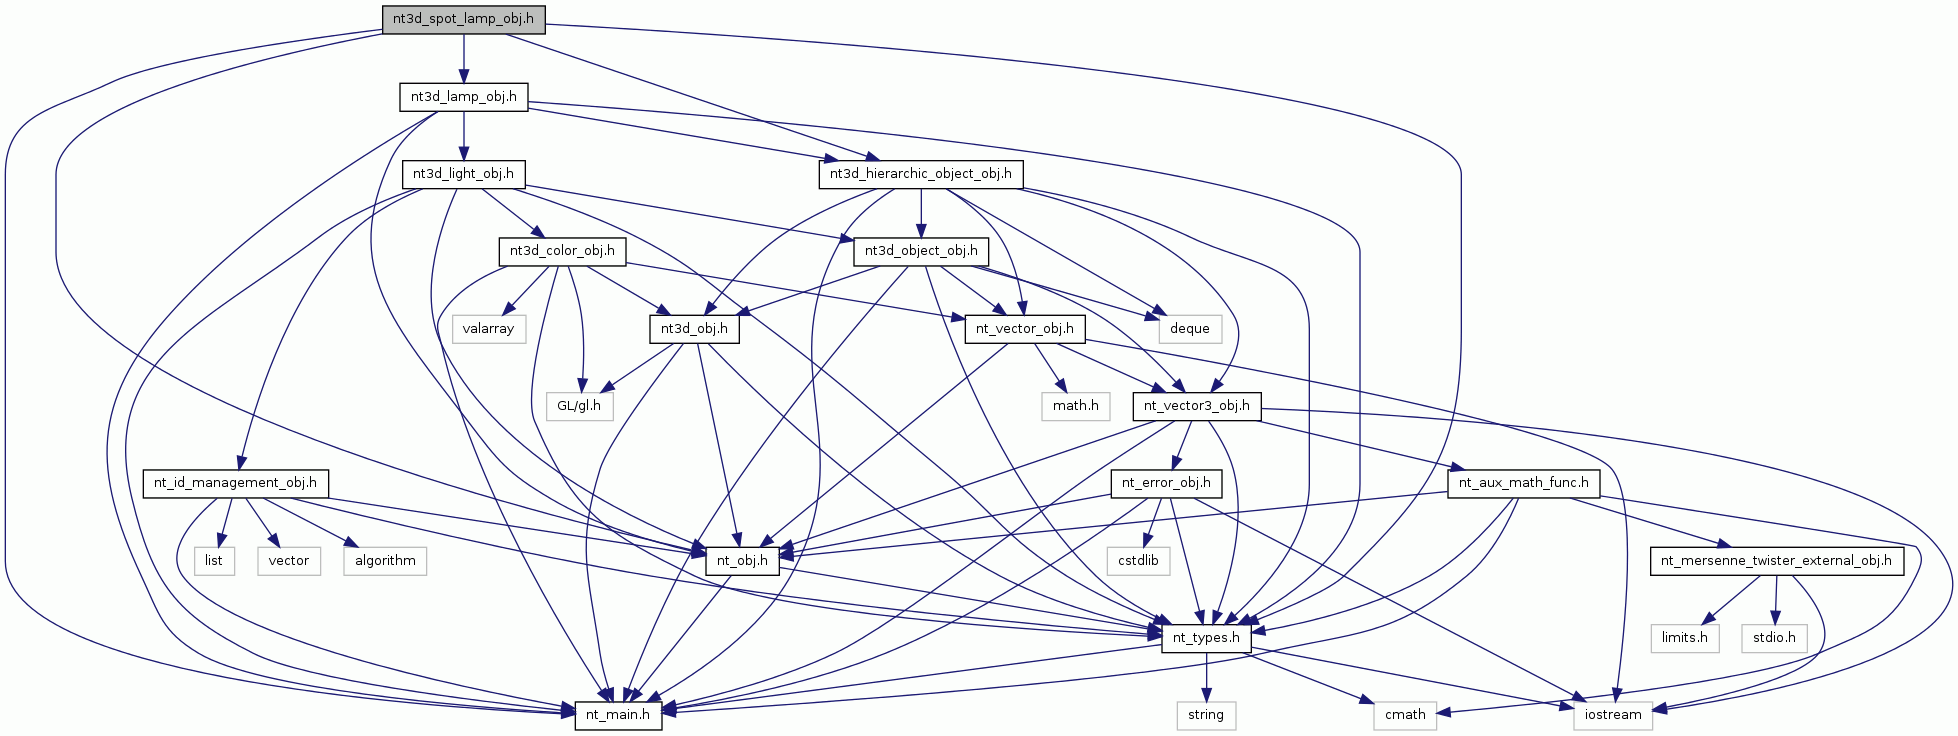 nt3d_spot_lamp_obj.h
nt3d_lamp_obj.h
nt3d_light_obj.h
nt3d_hierarchic_object_obj.h
nt3d_color_obj.h
nt3d_object_obj.h
valarray
nt3d_obj.h
nt_vector_obj.h
deque
GL/gl.h
math.h
nt_vector3_obj.h
nt_id_management_obj.h
nt_error_obj.h
nt_aux_math_func.h
list
vector
algorithm
nt_obj.h
cstdlib
nt_mersenne_twister_external_obj.h
nt_types.h
limits.h
stdio.h
nt_main.h
string
cmath
iostream